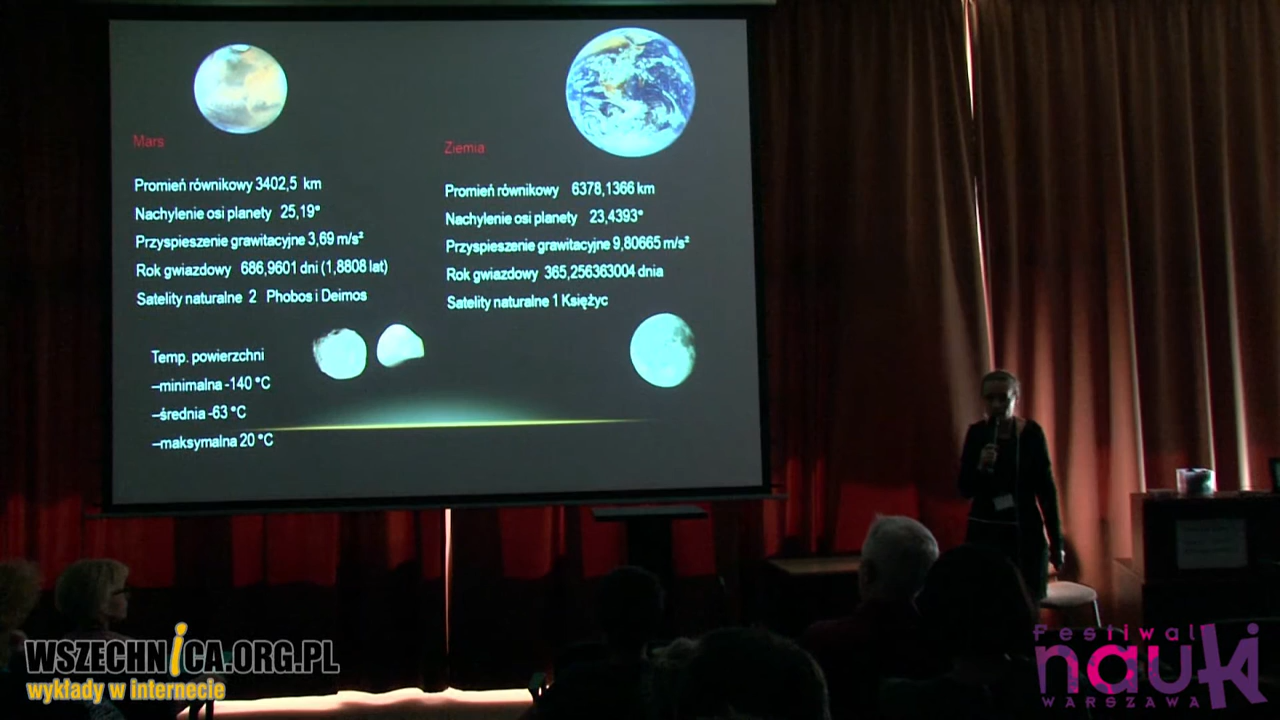 Mars
Promień równikowy 3402,5 km
Nachylenie osi planety 25,19°
Przyspieszenie grawitacyjne 3,69 m/s²
Rok gwiazdowy 686,9601 dni (1,8808 lat)
Satelity naturalne 2 Phobos i Deimos
Temp. powierzchni
–minimalna -140 °C
–średnia -63 °C
–maksymalna 20 °C
Ziemia
Promień równikowy 6378,1366 km
Nachylenie osi planety 23,4393°
Przyspieszenie grawitacyjne 9,80665 m/s²
Rok gwiazdowy 365,256363004 dnia
Satelity naturalne 1 Księżyc
WSZECHNiCA.ORG.PL
wykłady w internecie
Festiwal
nauki
WARSZAWA